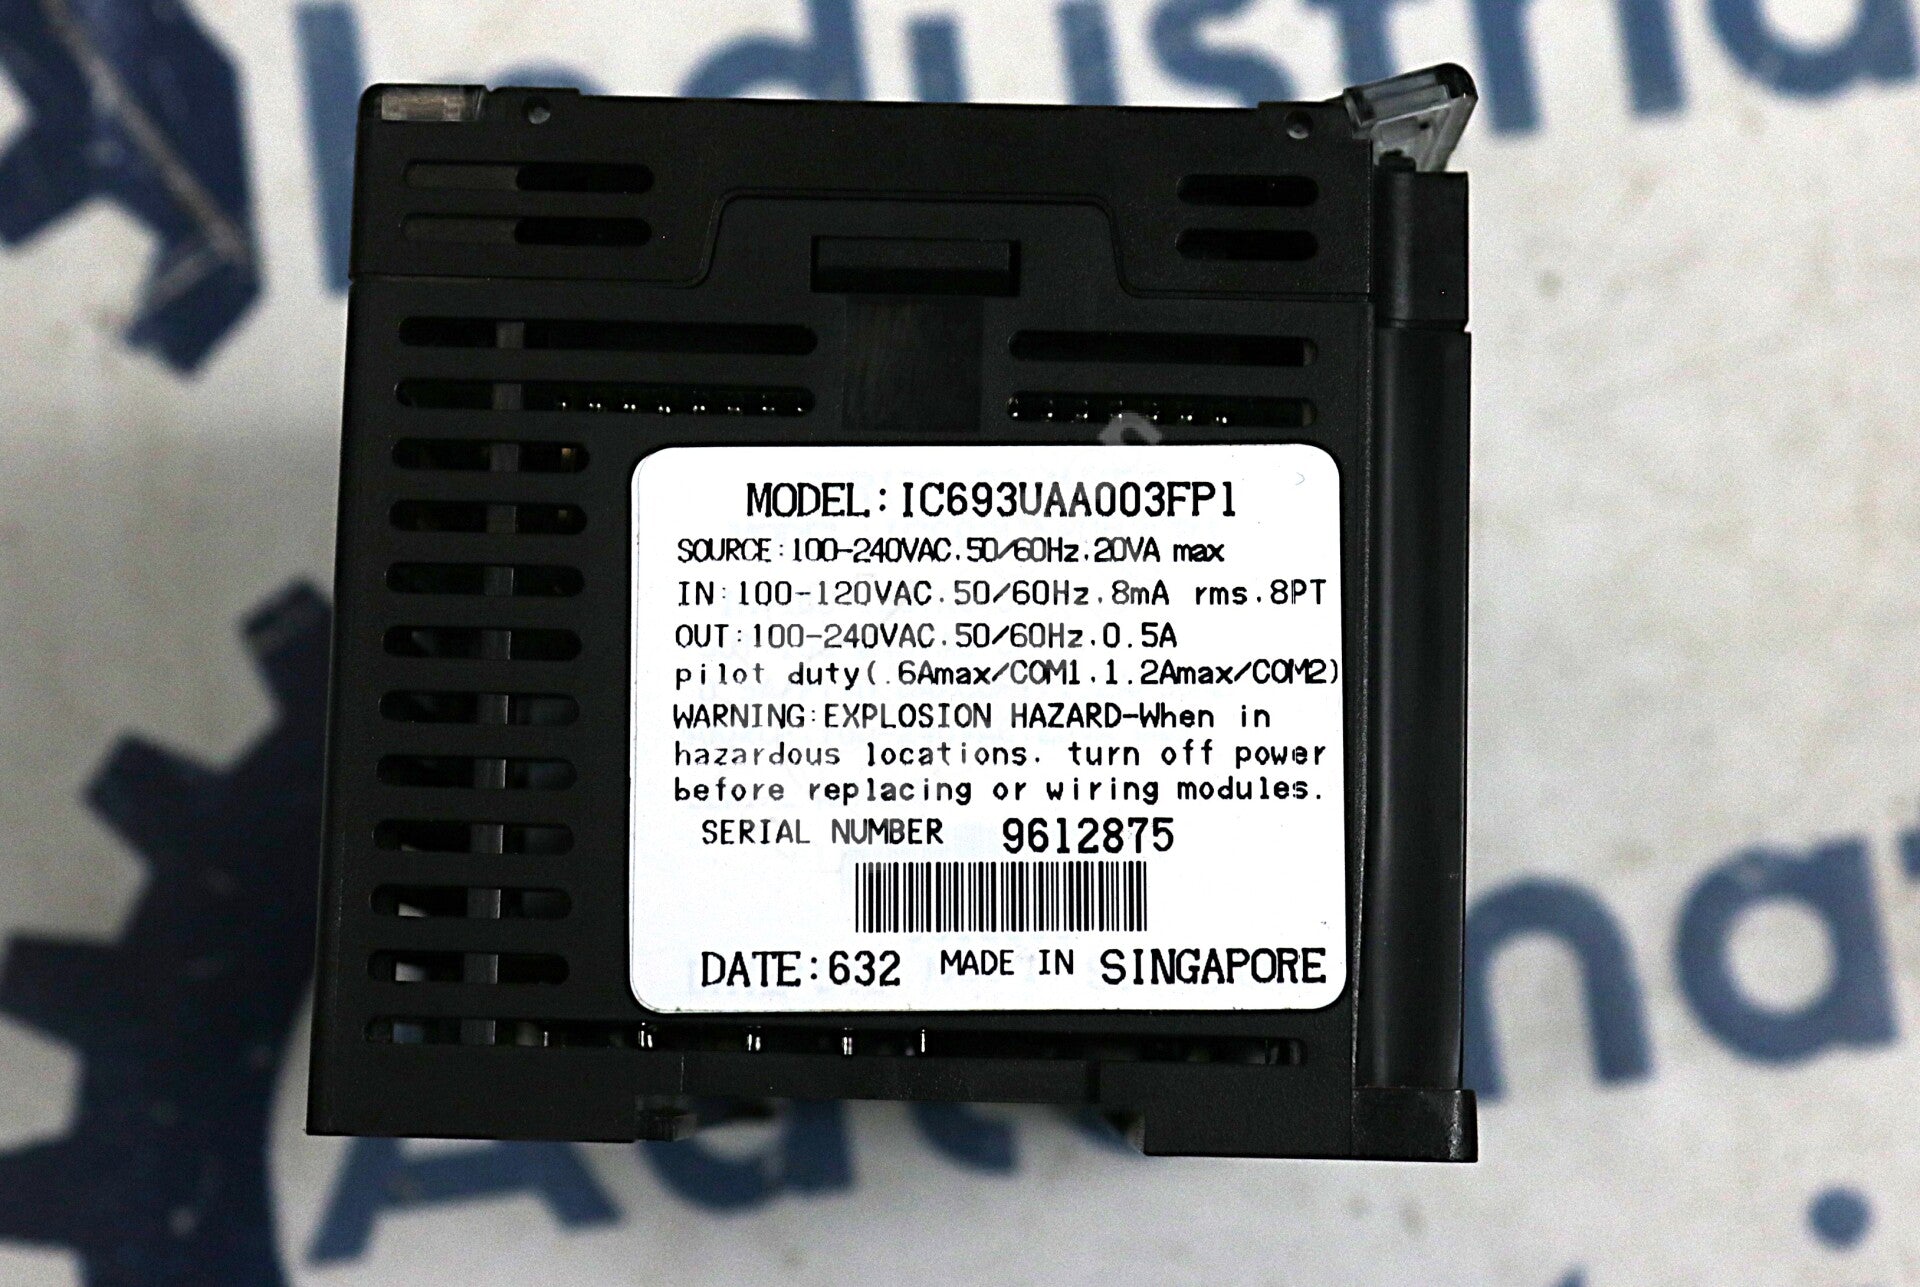 Industrial
MODEL:IC693UAA003FP1
SOURCE:100-240VAC.50/60Hz.20VA max
IN:100-120VAC.50/60Hz.8mA rms.8PT
OUT:100-240VAC.50/60Hz.0.5A
pilot duty(.6Amax/COM1.1.2Amax/COM2)
WARNING:EXPLOSION HAZARD-When in
hazardous locations. turn off power
before replacing or wiring modules.
SERIAL NUMBER 9612875
DATE:632 MADE IN SINGAPORE